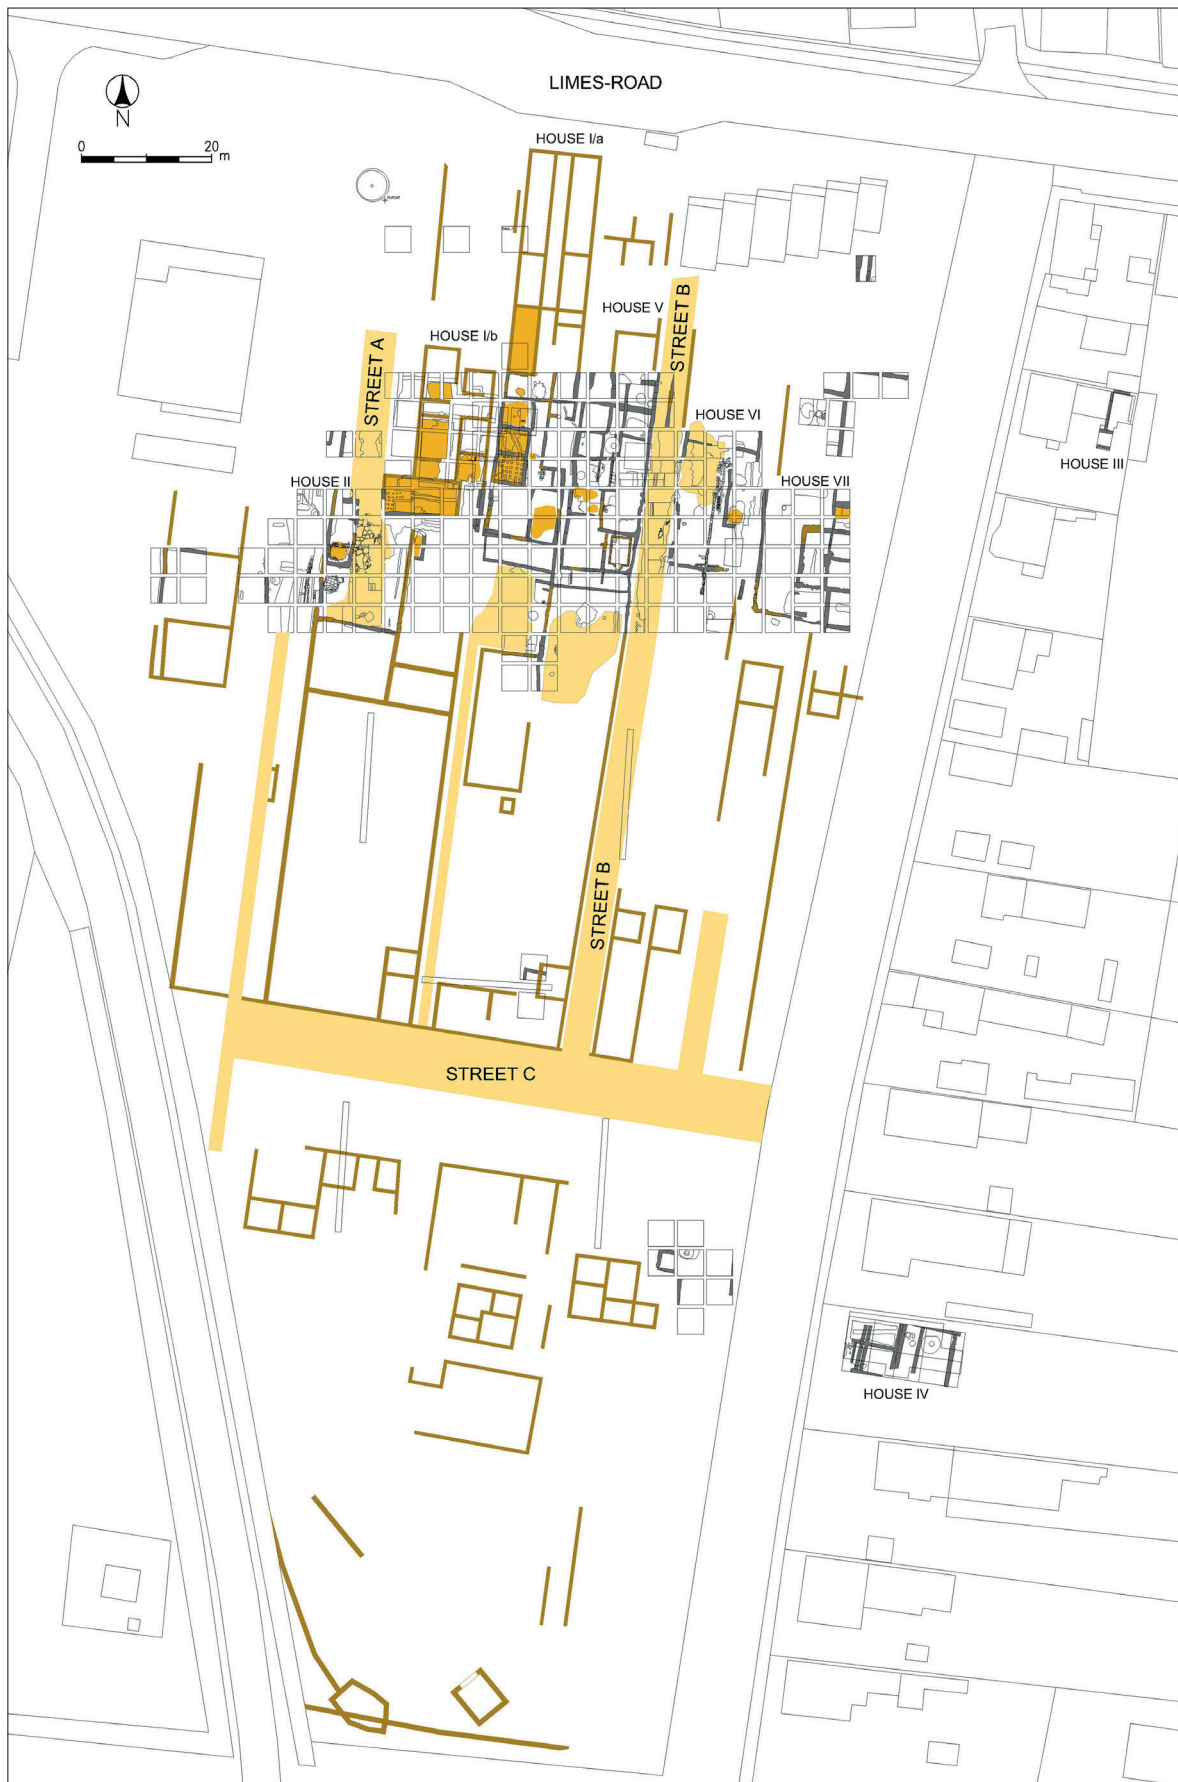 LIMES-ROAD
N
0 20 m
HOUSE I/a
HOUSE V
STREET B
HOUSE I/b
STREET A
HOUSE VI
HOUSE III
HOUSE II
HOUSE VII
STREET B
STREET C
HOUSE IV